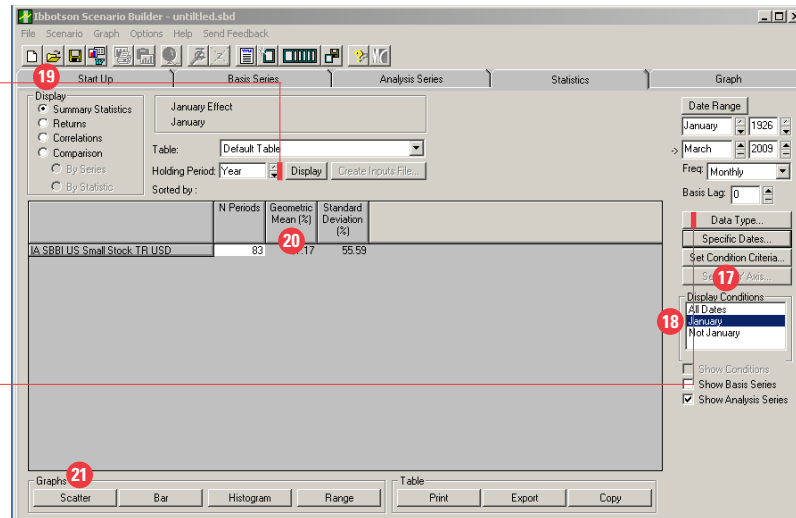 Ibbotson Scenario Builder - untiltled.sbd
File Scenario Graph Options Help Send Feedback
19
Start Up Basis Series Analysis Series Statistics Graph
Display
Summary Statistics
Returns
Correlations
Comparison
By Series
By Statistic
January Effect
January
Table: Default Table
Holding Period: Year Display Create Inputs File...
Sorted by :
Date Range
January 1926
-> March 2009
Freq: Monthly
Basis Lag: 0
N Periods Geometric Mean (%) Standard Deviation (%)
IA SBBI US Small Stock TR USD 83 .17 55.59
20
Data Type...
Specific Dates...
Set Condition Criteria...
17
Axis...
Display Conditions
18
All Dates
January
Not January
Show Conditions
Show Basis Series
Show Analysis Series
Graphs
21
Scatter Bar Histogram Range
Table
Print Export Copy